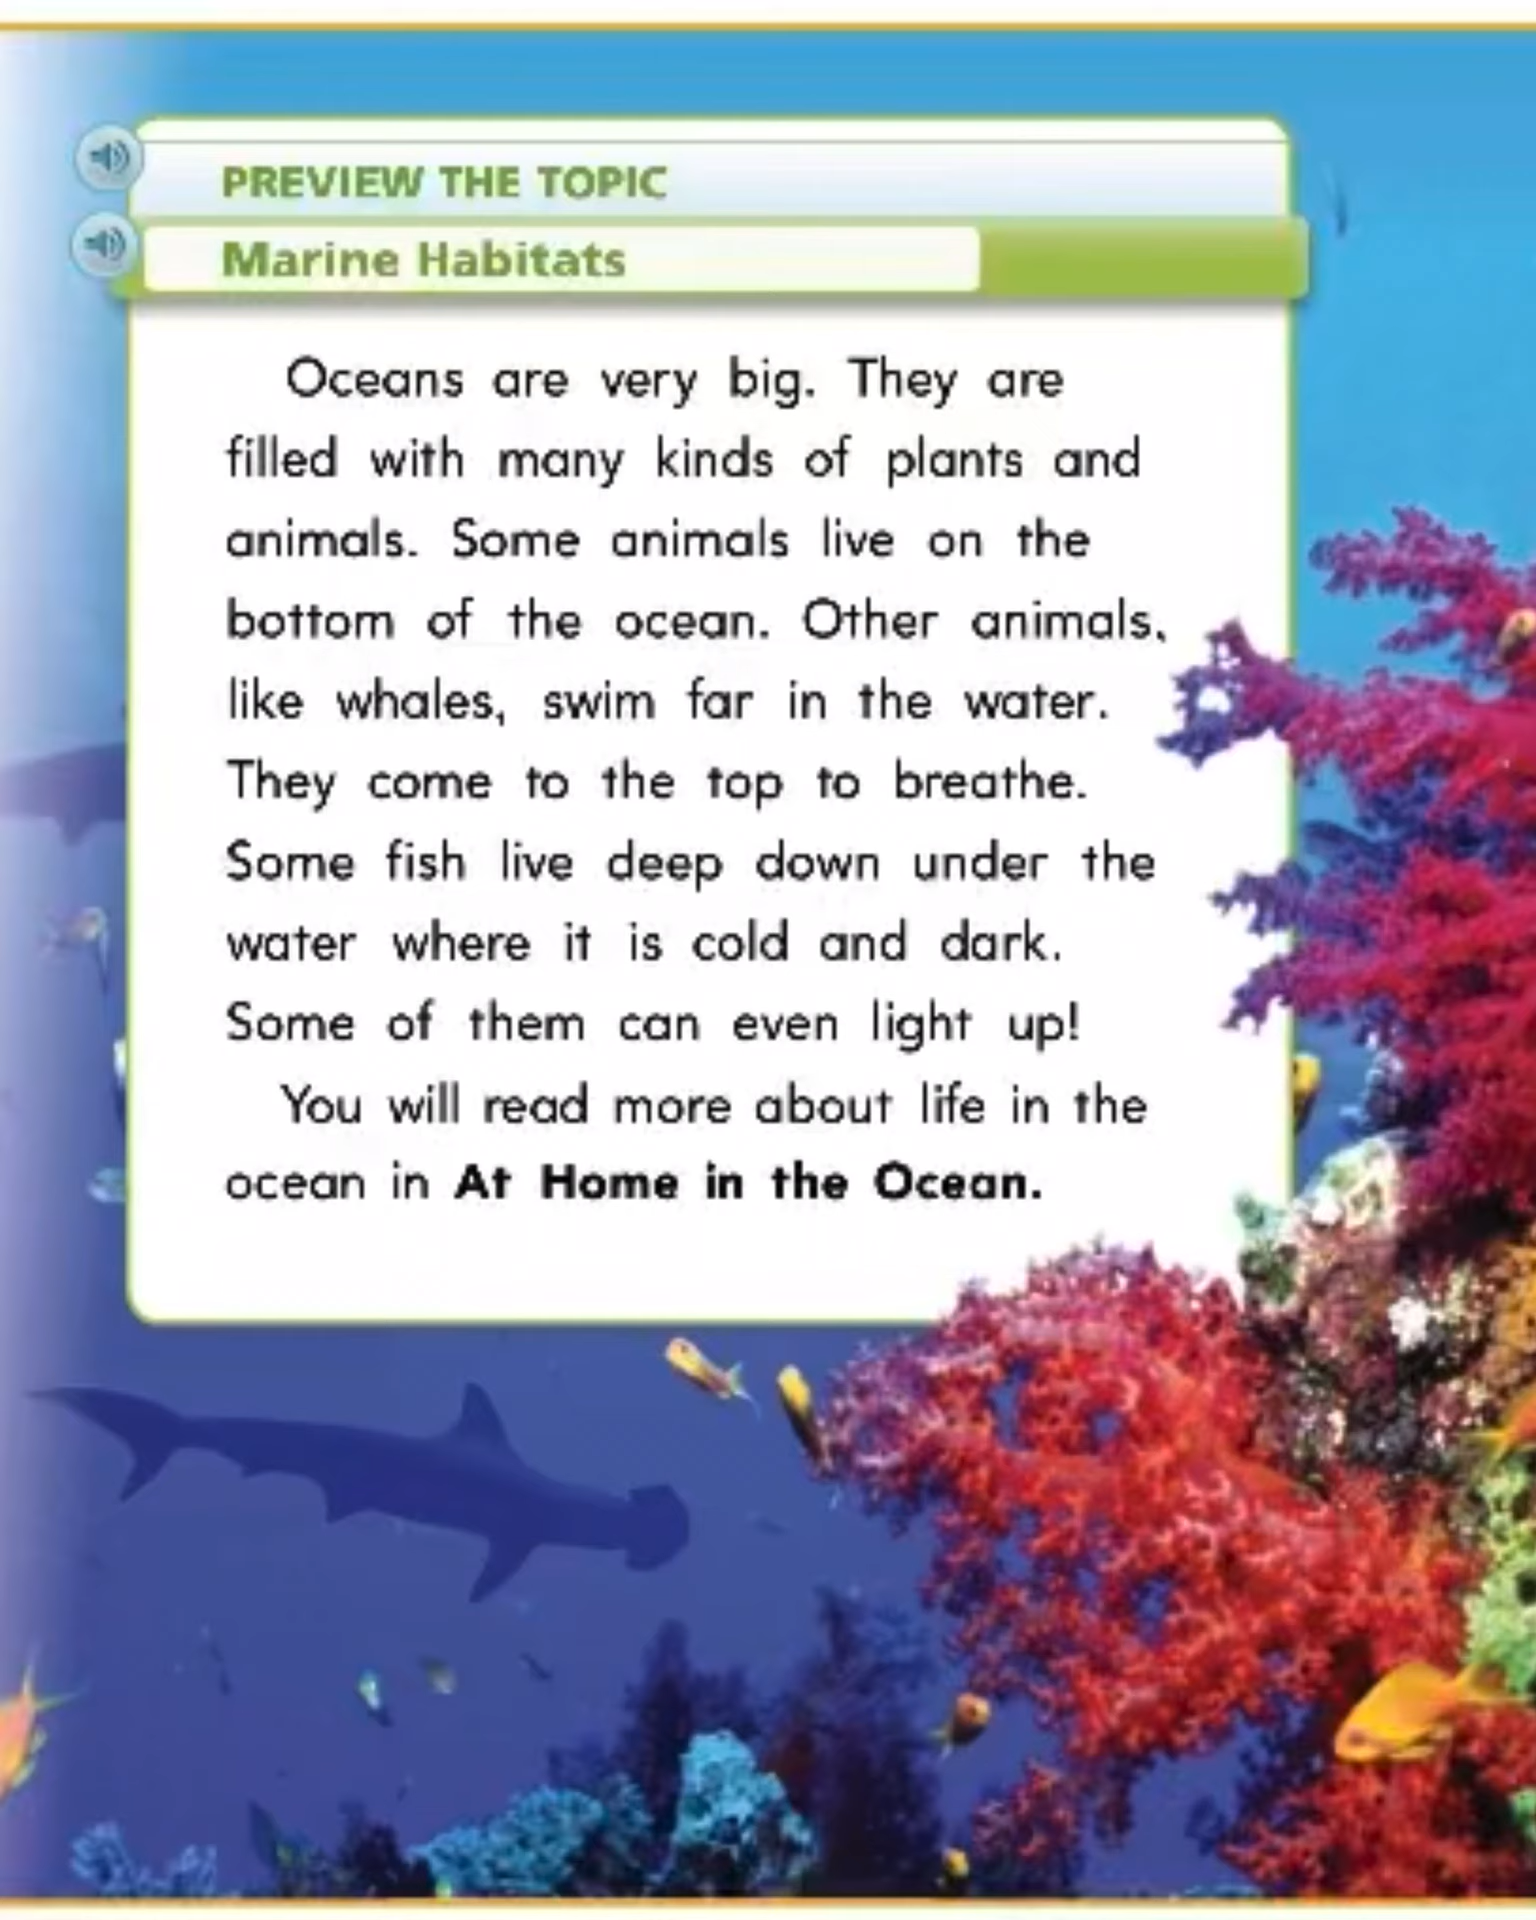 PREVIEW THE TOPIC
Marine Habitats
Oceans are very big. They are
filled with many kinds of plants and
animals. Some animals live on the
bottom of the ocean. Other animals,
like whales, swim far in the water.
They come to the top to breathe.
Some fish live deep down under the
water where it is cold and dark.
Some of them can even light up!
You will read more about life in the
ocean in At Home in the Ocean.